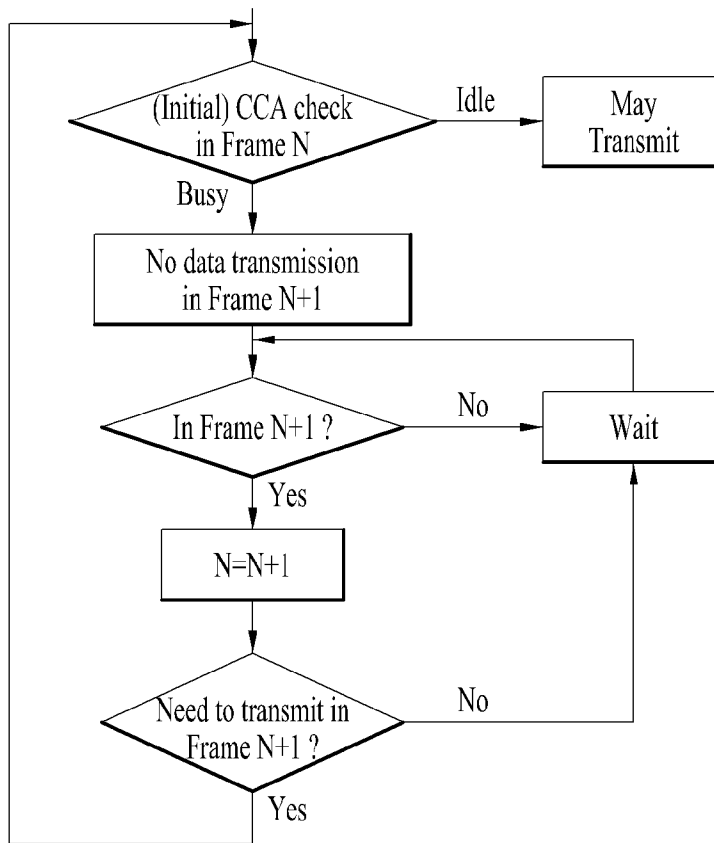 (Initial) CCA check
in Frame N
Idle
May
Transmit
Busy
No data transmission
in Frame N+1
In Frame N+1 ?
No
Wait
Yes
N=N+1
Need to transmit in
Frame N+1 ?
No
Yes